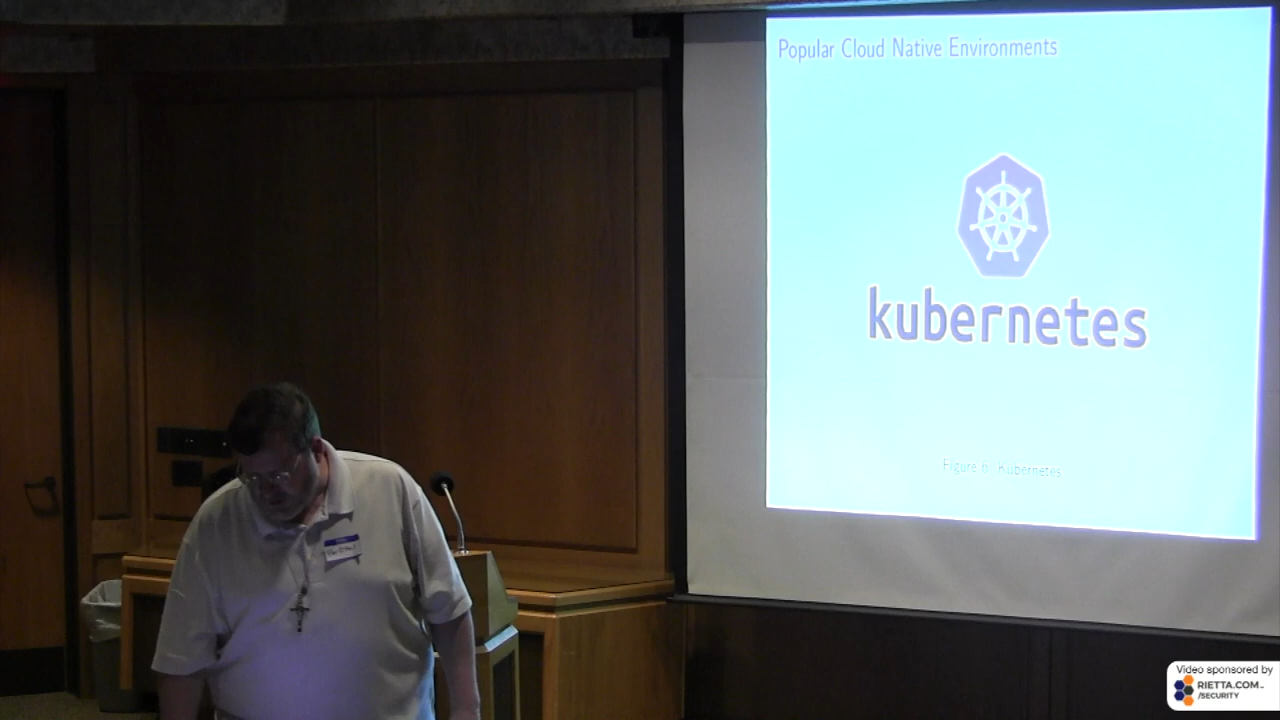 Popular Cloud Native Environments
kubernetes
Figure 6: Kubernetes
Video sponsored by
RIETTA.COM
/SECURITY